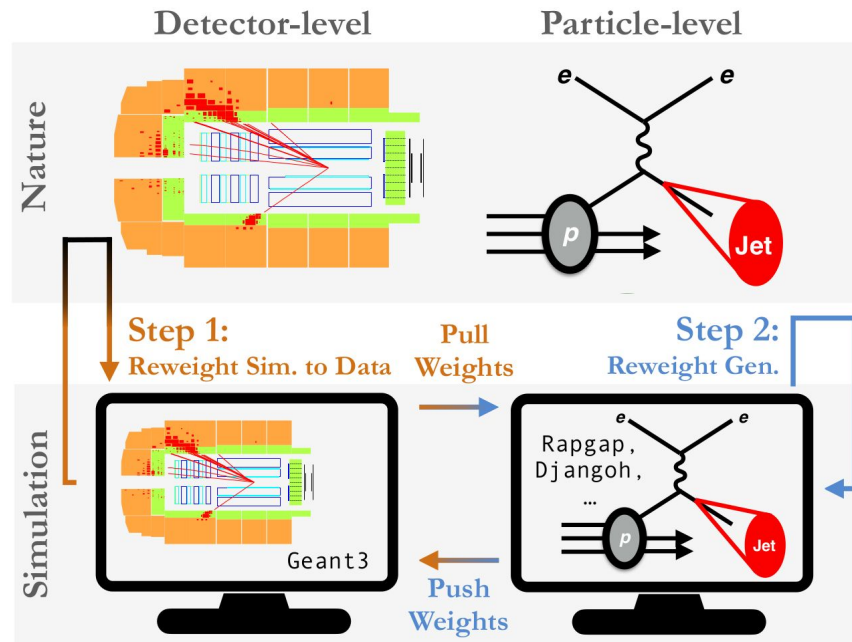 Detector-level
Particle-level
Nature
e
e
p
Jet
Step 1:
Reweight Sim. to Data
Pull
Weights
Step 2:
Reweight Gen.
Simulation
Geant3
Push
Weights
e
e
Rapgap,
Djangoh,
...
p
Jet